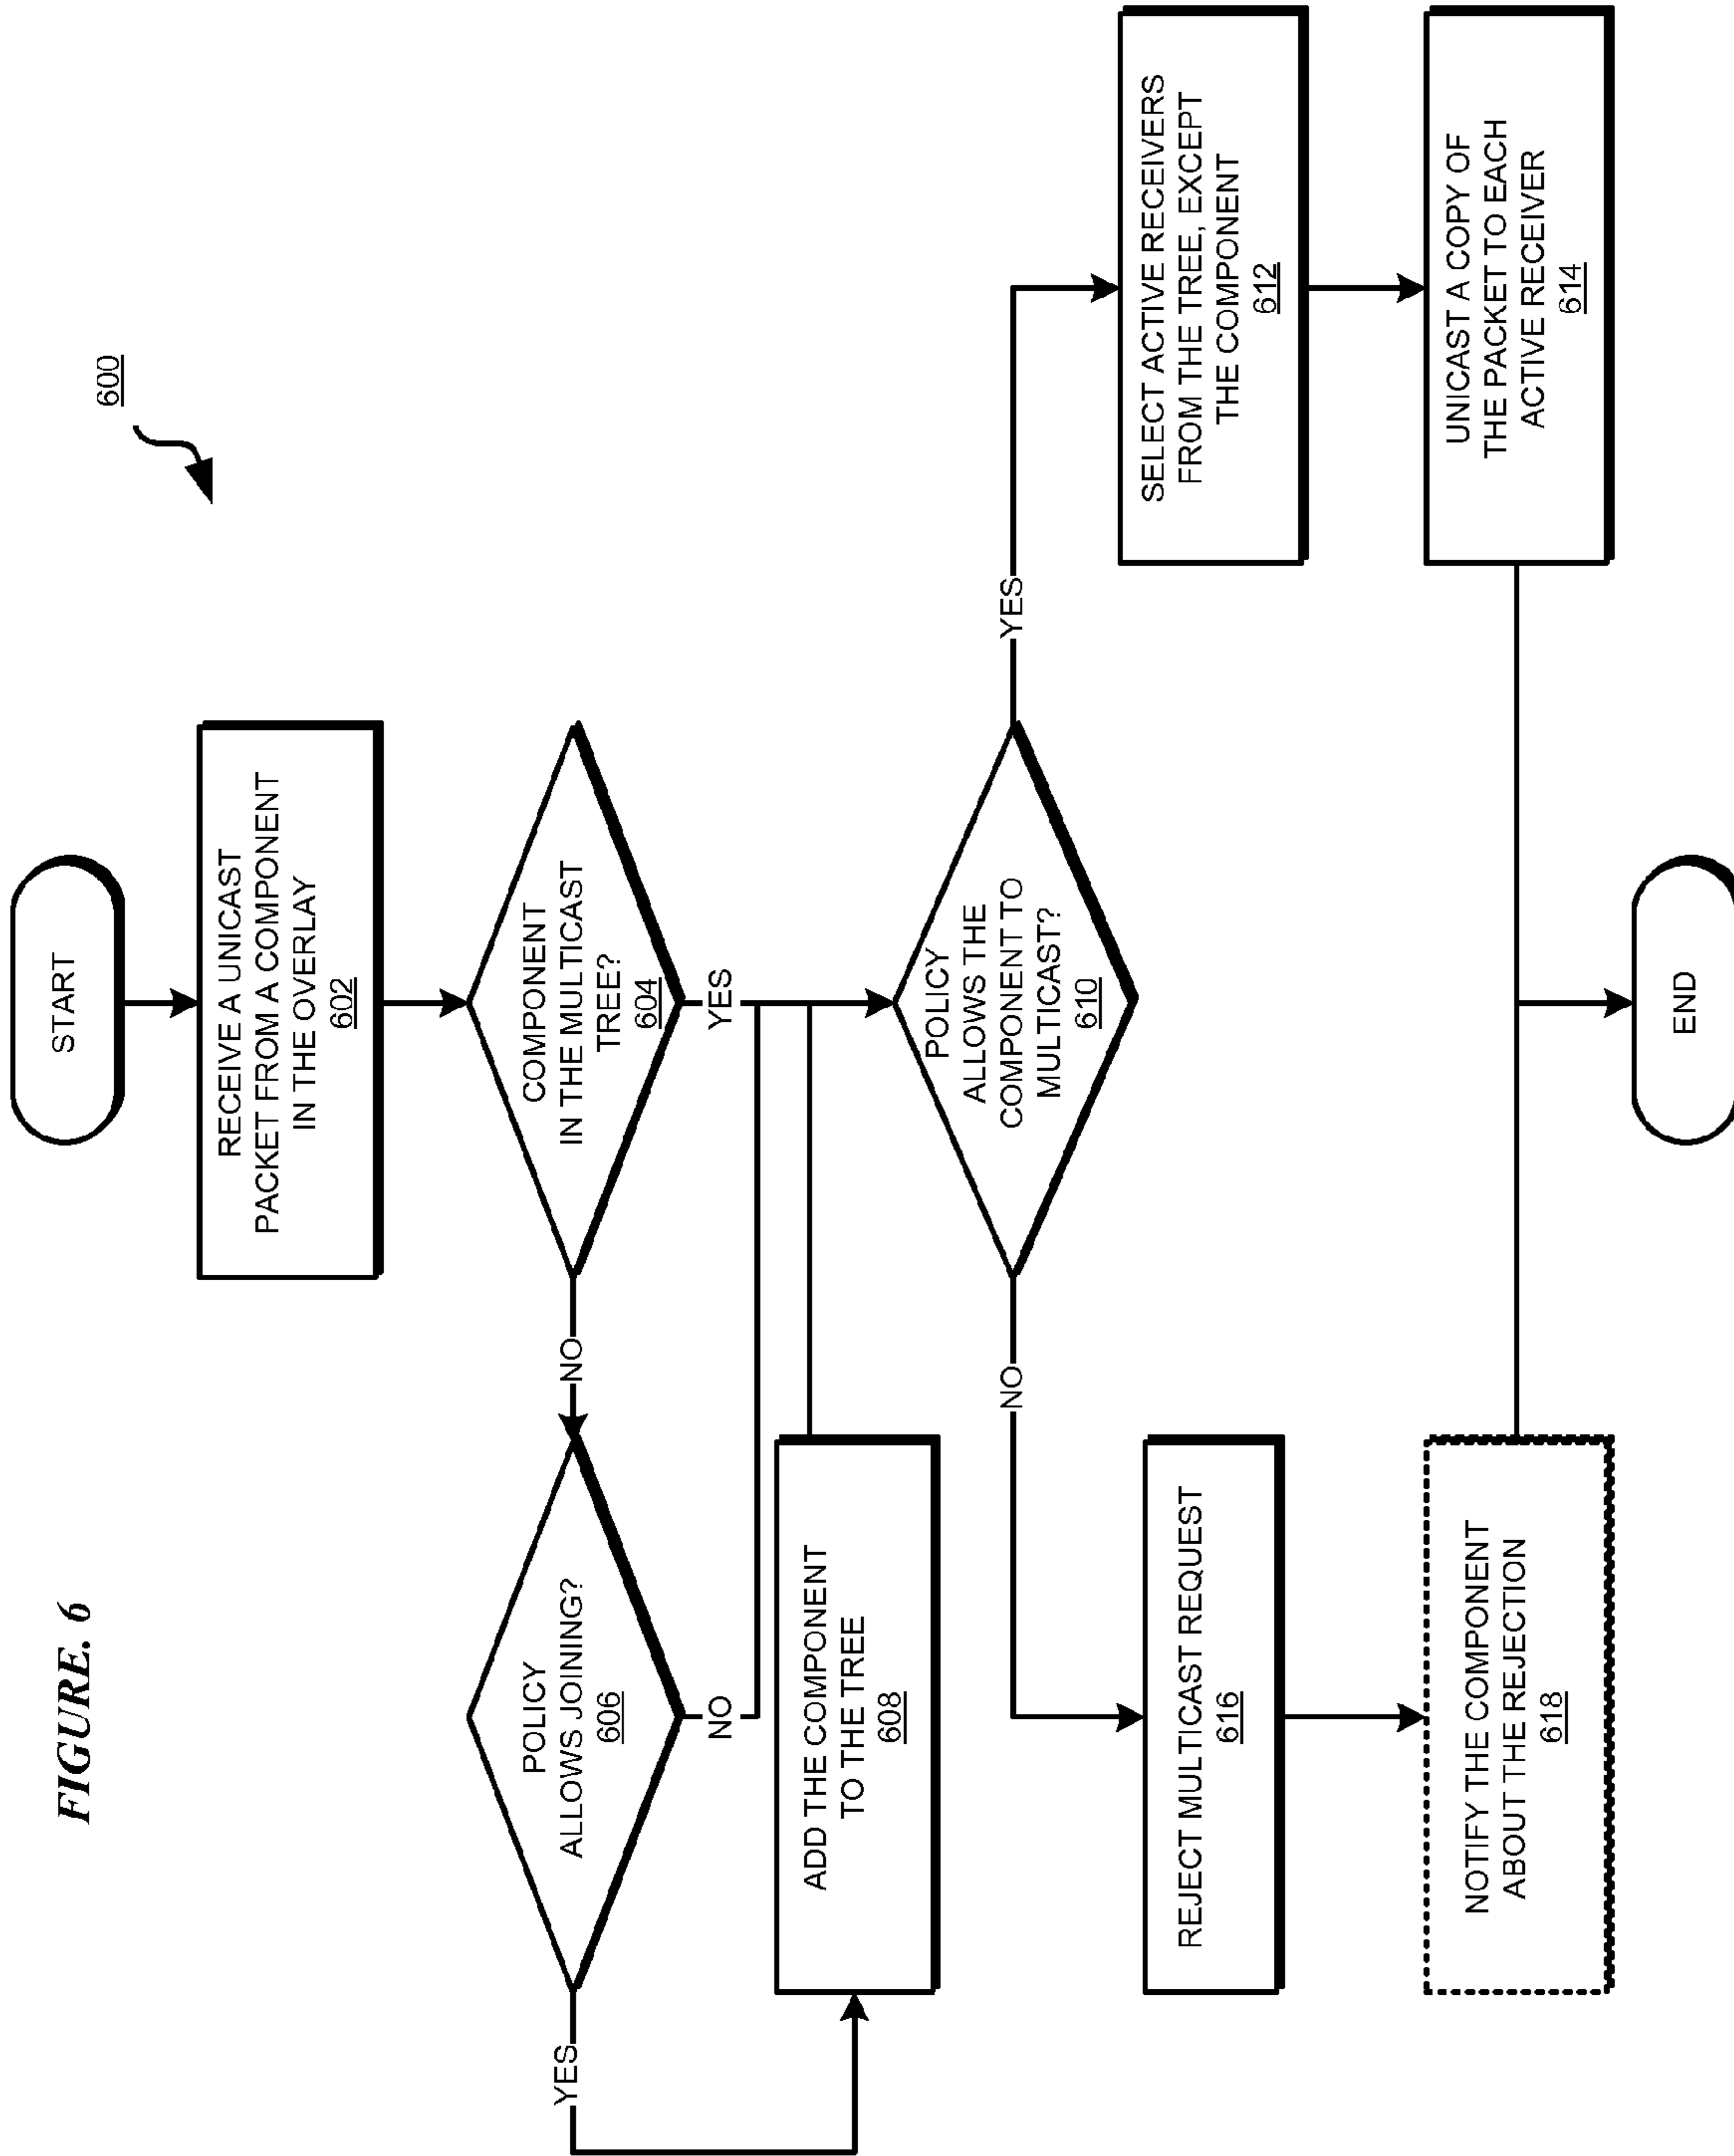 FIGURE. 6
600
START
RECEIVE A UNICAST
PACKET FROM A COMPONENT
IN THE OVERLAY
602
COMPONENT
IN THE MULTICAST
TREE?
604
NO
YES
POLICY
ALLOWS JOINING?
606
YES
NO
ADD THE COMPONENT
TO THE TREE
608
POLICY
ALLOWS THE
COMPONENT TO
MULTICAST?
610
NO
YES
REJECT MULTICAST REQUEST
616
SELECT ACTIVE RECEIVERS
FROM THE TREE, EXCEPT
THE COMPONENT
612
NOTIFY THE COMPONENT
ABOUT THE REJECTION
618
UNICAST A COPY OF
THE PACKET TO EACH
ACTIVE RECEIVER
614
END